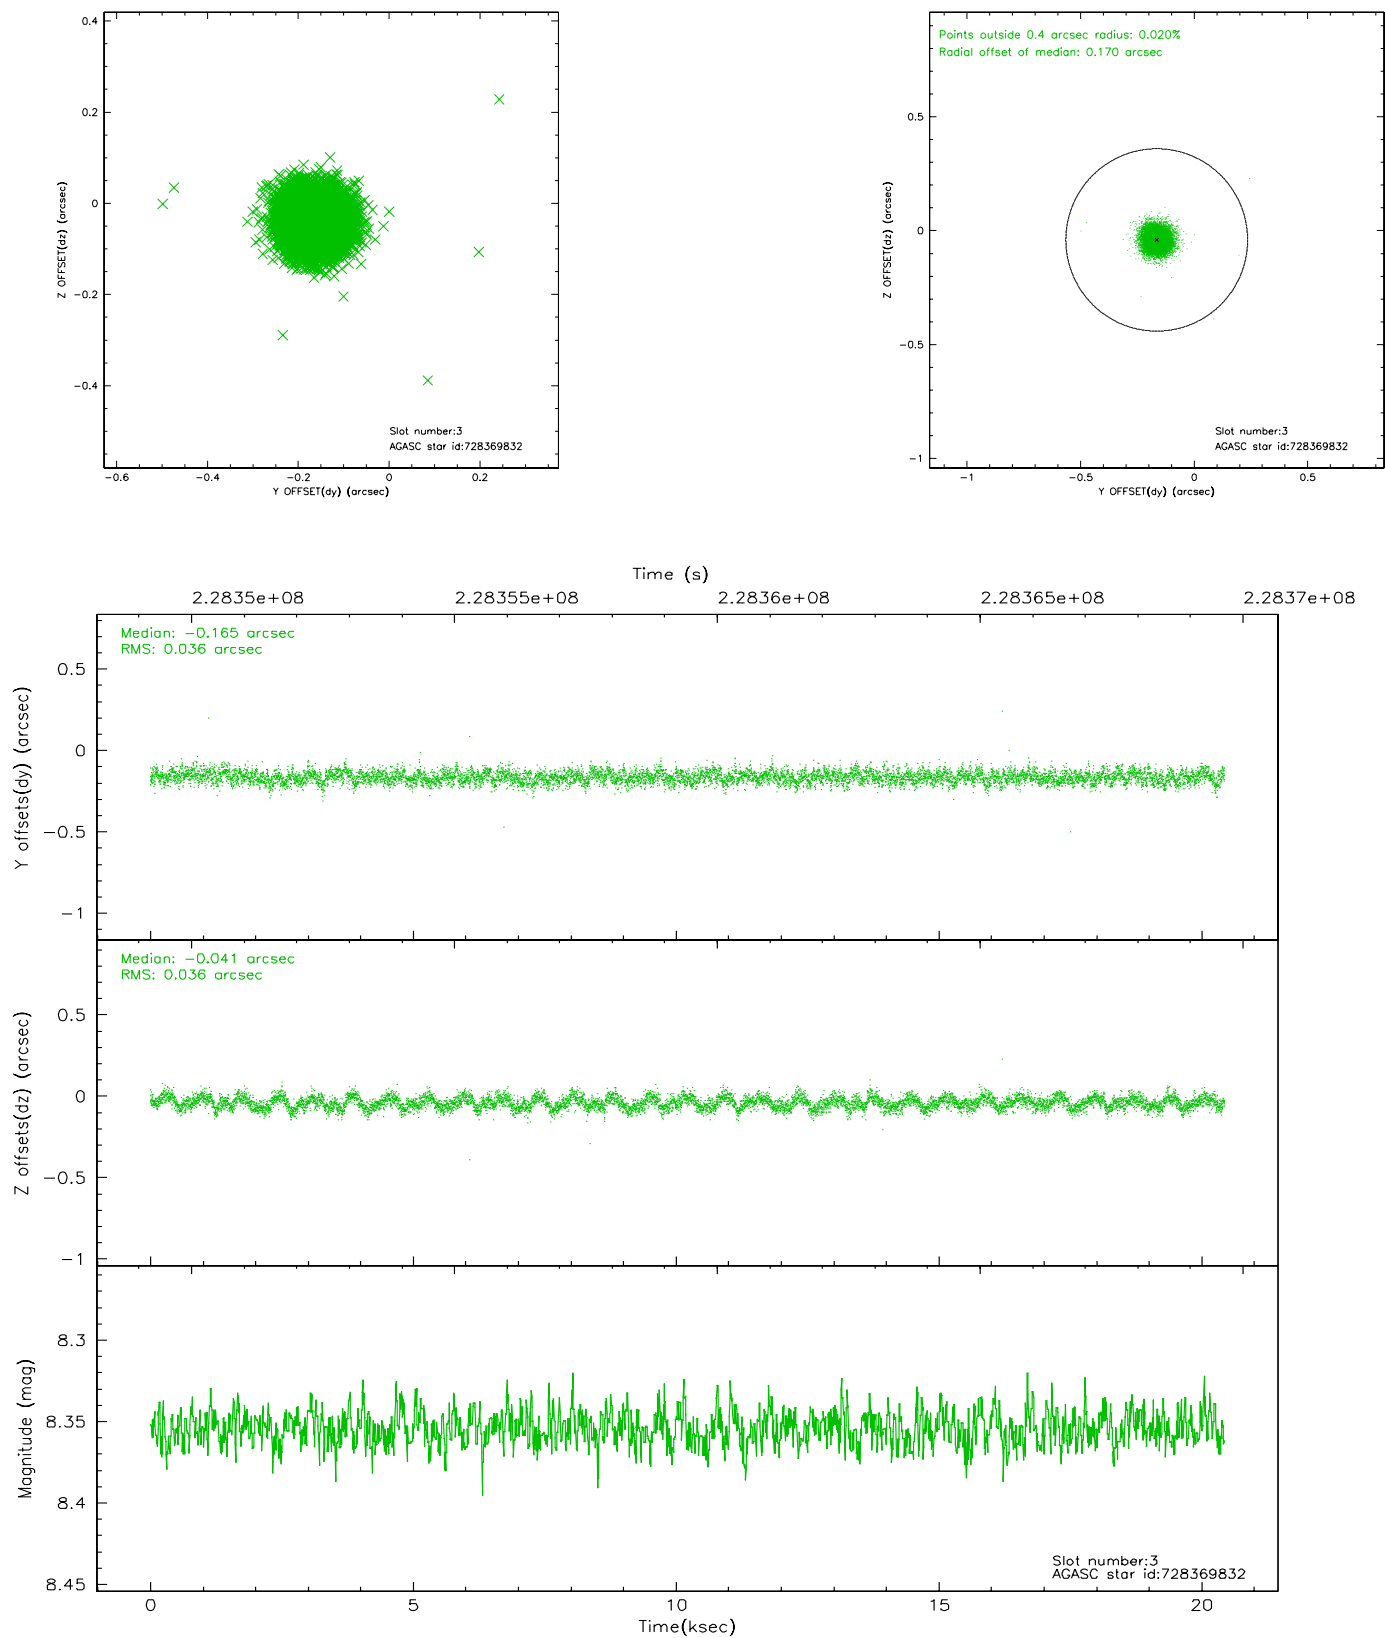 0.4
0.2
0
-0.2
-0.4
Z OFFSET(dz) (arcsec)
Slot number:3
AGASC star id:728369832
-0.6 -0.4 -0.2 0 0.2
Y OFFSET(dy) (arcsec)
Points outside 0.4 arcsec radius: 0.020%
Radial offset of median: 0.170 arcsec
0.5
0
-0.5
-1
Z OFFSET(dz) (arcsec)
Slot number:3
AGASC star id:728369832
-1 -0.5 0 0.5
Y OFFSET(dy) (arcsec)
Time (s)
2.2835e+08 2.28355e+08 2.2836e+08 2.28365e+08 2.2837e+08
Median: -0.165 arcsec
RMS: 0.036 arcsec
0.5
0
-0.5
-1
Y offsets(dy) (arcsec)
Median: -0.041 arcsec
RMS: 0.036 arcsec
0.5
0
-0.5
-1
Z offsets(dz) (arcsec)
8.3
8.35
8.4
8.45
Magnitude (mag)
Slot number:3
AGASC star id:728369832
0 5 10 15 20
Time(ksec)